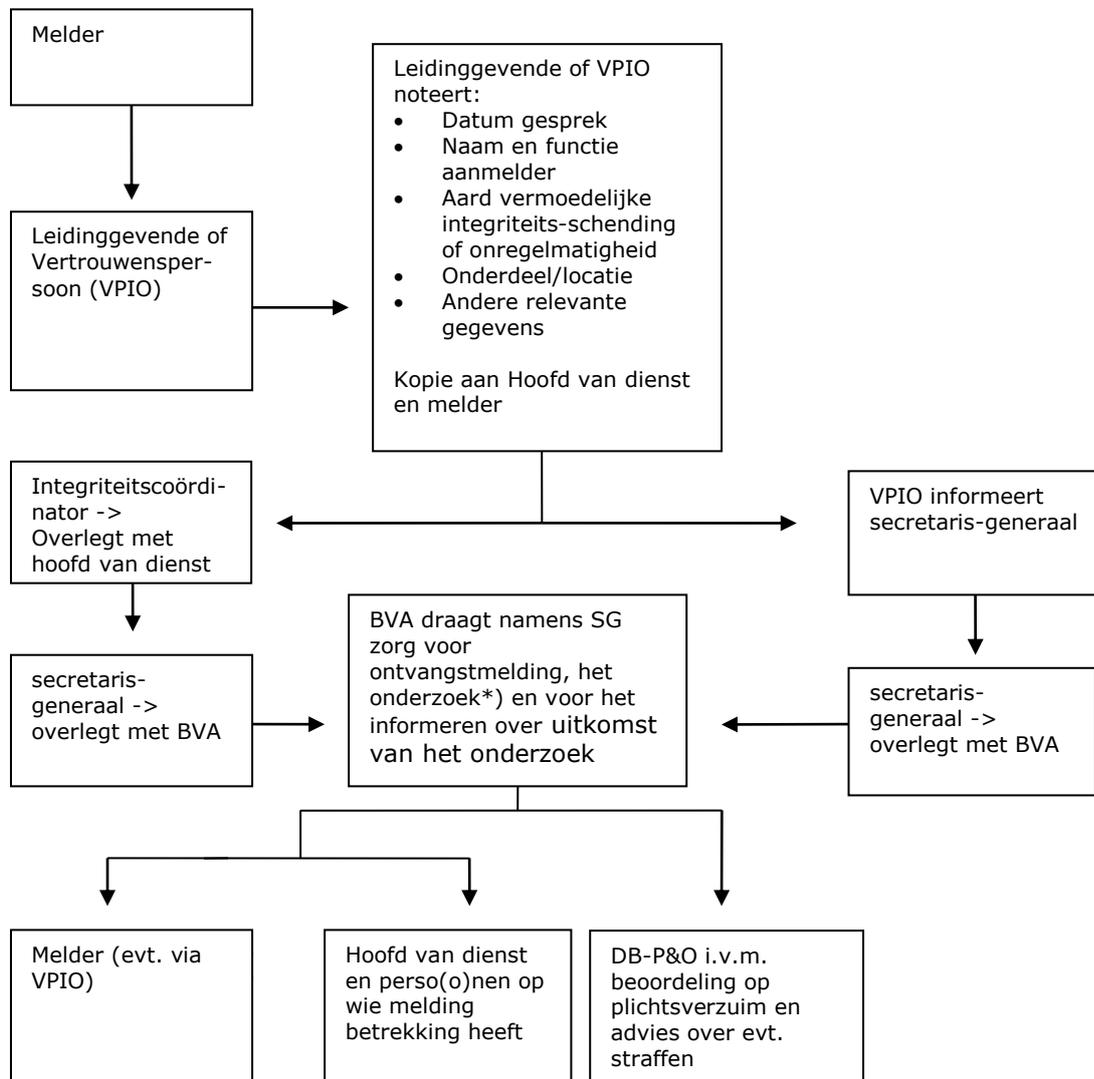 Melder
Leidinggevende of VPIO
noteert:
• Datum gesprek
• Naam en functie
aanmelder
• Aard vermoedelijke
integriteits-schending
of onregelmatigheid
• Onderdeel/locatie
• Andere relevante
gegevens
Kopie aan Hoofd van dienst
en melder
Leidinggevende of
Vertrouwensper-
soon (VPIO)
Integriteitscoördi-
nator ->
Overlegt met
hoofd van dienst
VPIO informeert
secretaris-generaal
secretaris-
generaal ->
overlegt met BVA
BVA draagt namens SG
zorg voor
ontvangstmelding, het
onderzoek*) en voor het
informeren over uitkomst
van het onderzoek
secretaris-
generaal ->
overlegt met BVA
Melder (evt. via
VPIO)
Hoofd van dienst
en perso(o)nen op
wie melding
betrekking heeft
DB-P&O i.v.m.
beoordeling op
plichtsverzuim en
advies over evt.
straffen